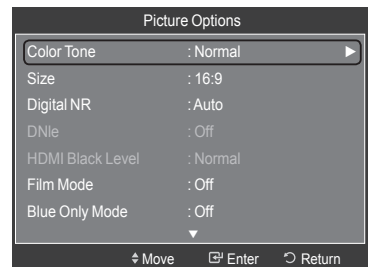 Picture Options
Color Tone : Normal ►
Size : 16:9
Digital NR : Auto
DNIe : Off
HDMI Black Level : Normal
Film Mode : Off
Blue Only Mode : Off
▼
Move Enter Return